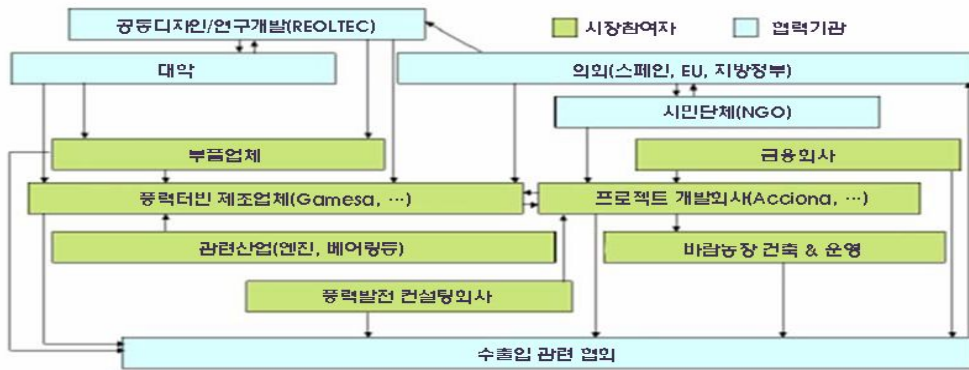 공동디자인/연구개발(REOLTEC)
시장참여자
협력기관
대학
의회(스페인, EU, 지방정부)
시민단체(NGO)
부품업체
금융회사
풍력터빈 제조업체(Gamesa, …)
프로젝트 개발회사(Acciona, …)
관련산업(엔진, 베어링등)
바람농장 건축 & 운영
풍력발전 컨설팅회사
수출입 관련 협회